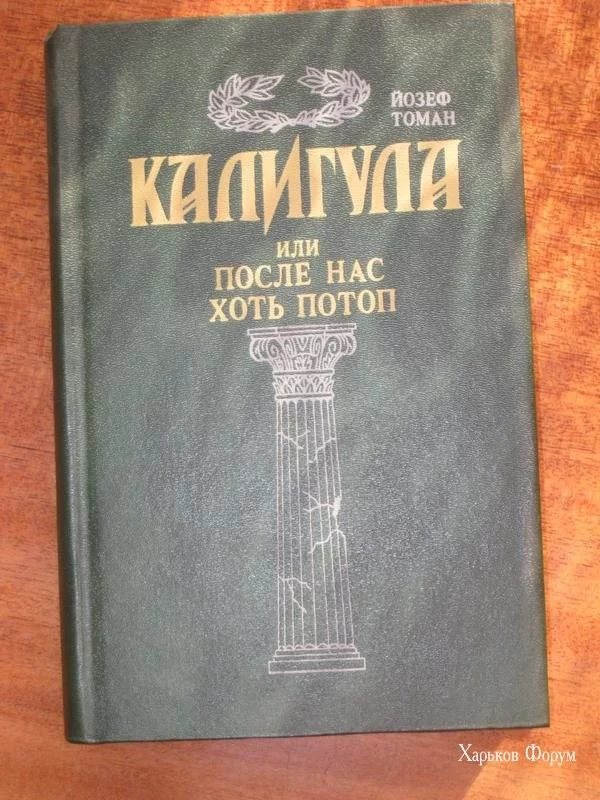 ЙОЗЕФ
ТОМАН
КАЛИГУЛА
ИЛИ
ПОСЛЕ НАС
ХОТЬ ПОТОП
Харьков Форум